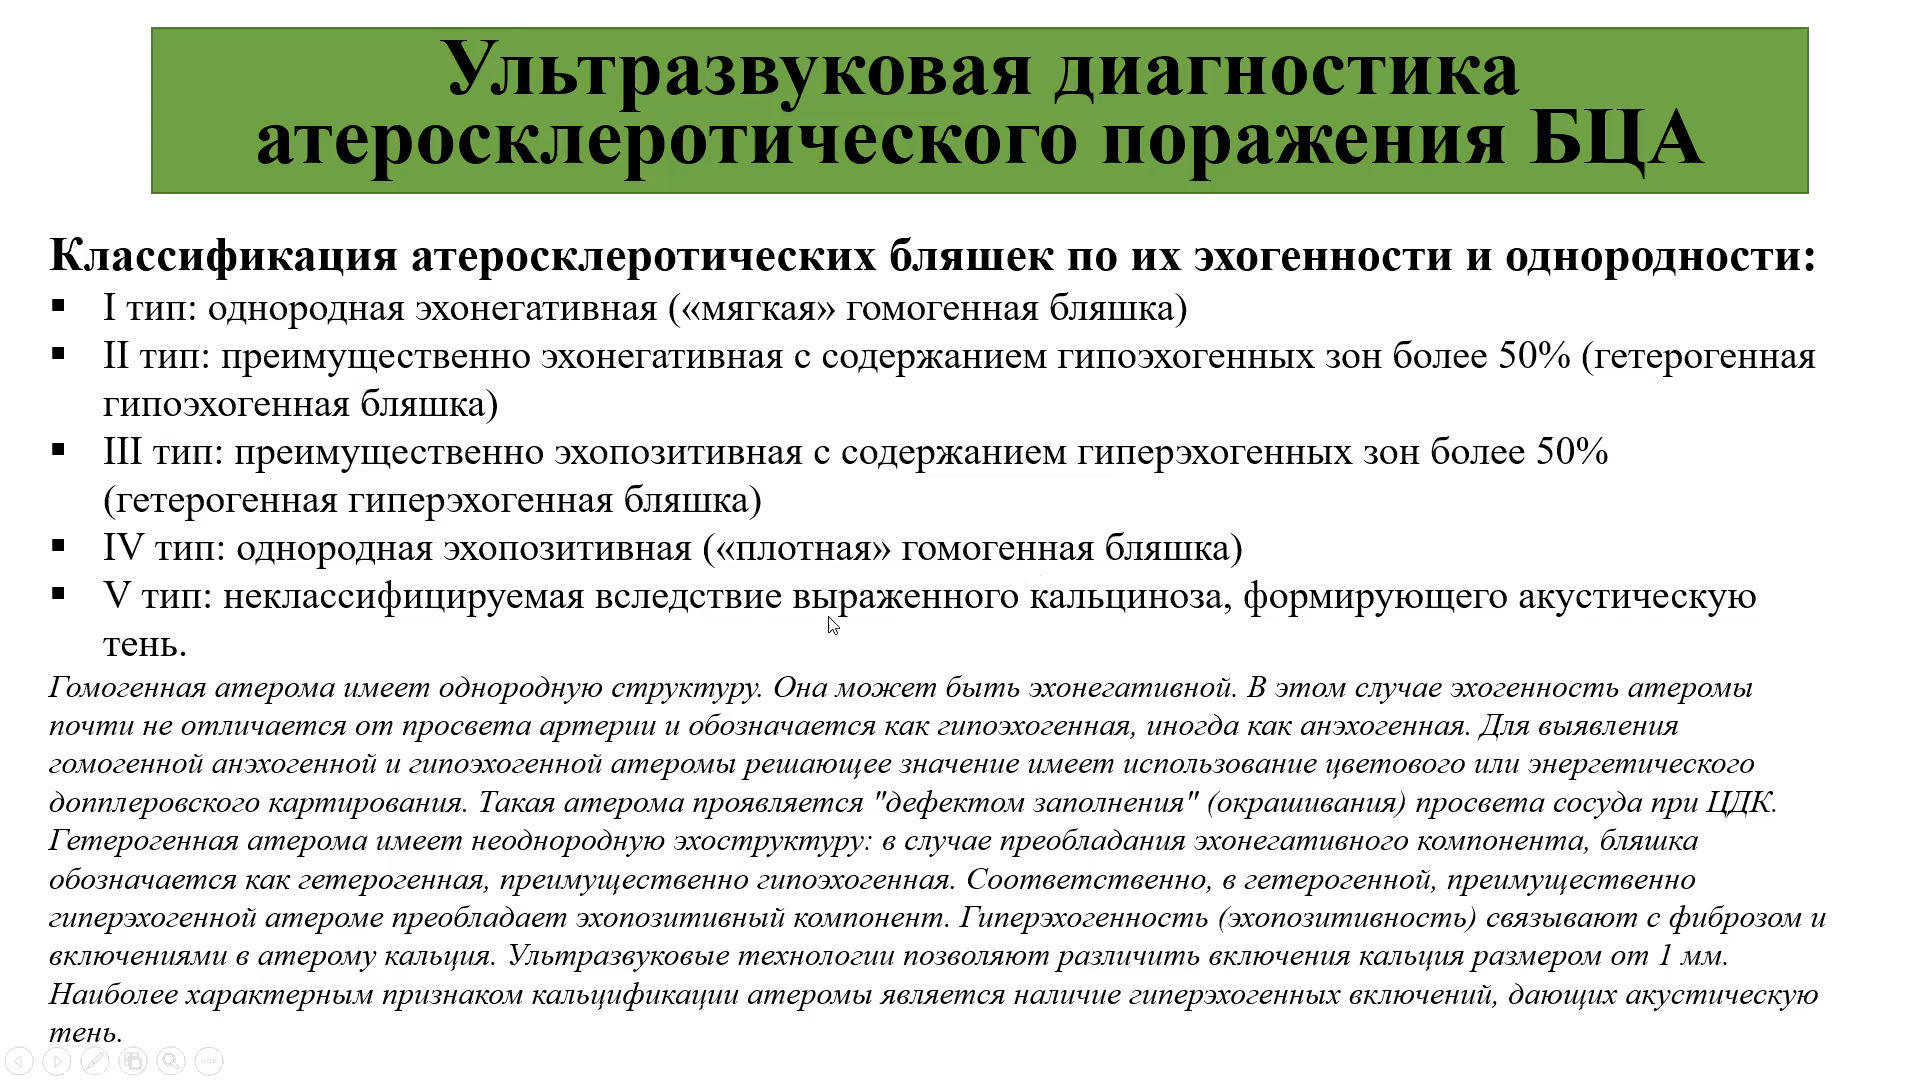 Ультразвуковая диагностика
атеросклеротического поражения БЦА
Классификация атеросклеротических бляшек по их эхогенности и однородности:
▪ I тип: однородная эхонегативная («мягкая» гомогенная бляшка)
▪ II тип: преимущественно эхонегативная с содержанием гипоэхогенных зон более 50% (гетерогенная
гипоэхогенная бляшка)
▪ III тип: преимущественно эхопозитивная с содержанием гиперэхогенных зон более 50%
(гетерогенная гиперэхогенная бляшка)
▪ IV тип: однородная эхопозитивная («плотная» гомогенная бляшка)
▪ V тип: неклассифицируемая вследствие выраженного кальциноза, формирующего акустическую
тень.
Гомогенная атерома имеет однородную структуру. Она может быть эхонегативной. В этом случае эхогенность атеромы
почти не отличается от просвета артерии и обозначается как гипоэхогенная, иногда как анэхогенная. Для выявления
гомогенной анэхогенной и гипоэхогенной атеромы решающее значение имеет использование цветового или энергетического
допплеровского картирования. Такая атерома проявляется "дефектом заполнения" (окрашивания) просвета сосуда при ЦДК.
Гетерогенная атерома имеет неоднородную эхоструктуру: в случае преобладания эхонегативного компонента, бляшка
обозначается как гетерогенная, преимущественно гипоэхогенная. Соответственно, в гетерогенной, преимущественно
гиперэхогенной атероме преобладает эхопозитивный компонент. Гиперэхогенность (эхопозитивность) связывают с фиброзом и
включениями в атерому кальция. Ультразвуковые технологии позволяют различить включения кальция размером от 1 мм.
Наиболее характерным признаком кальцификации атеромы является наличие гиперэхогенных включений, дающих акустическую
тень.